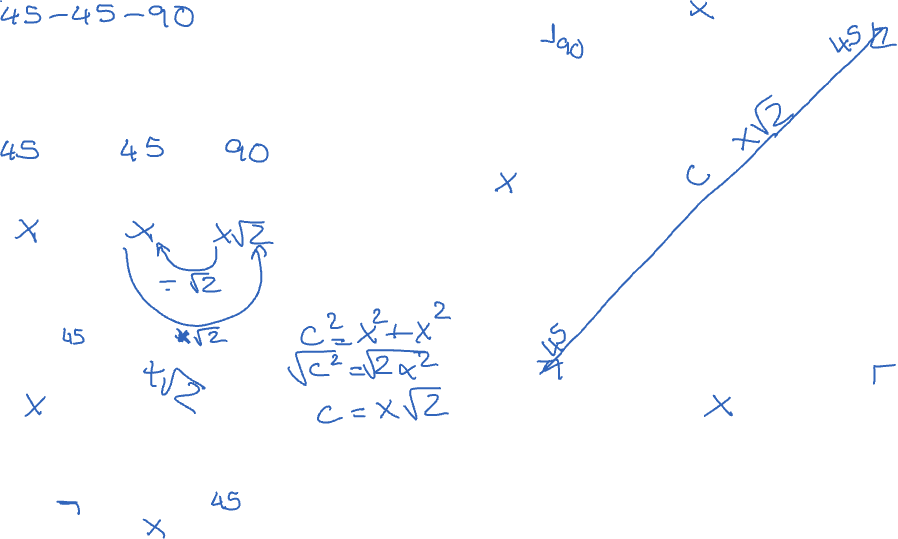 45-45-90
x
90
45
45 45 90
x√2
x
c
x x x√2
÷ √2
×√2
45
c²=x²+x²
45
√c²=√2x²
x
c=x√2
x
45
x